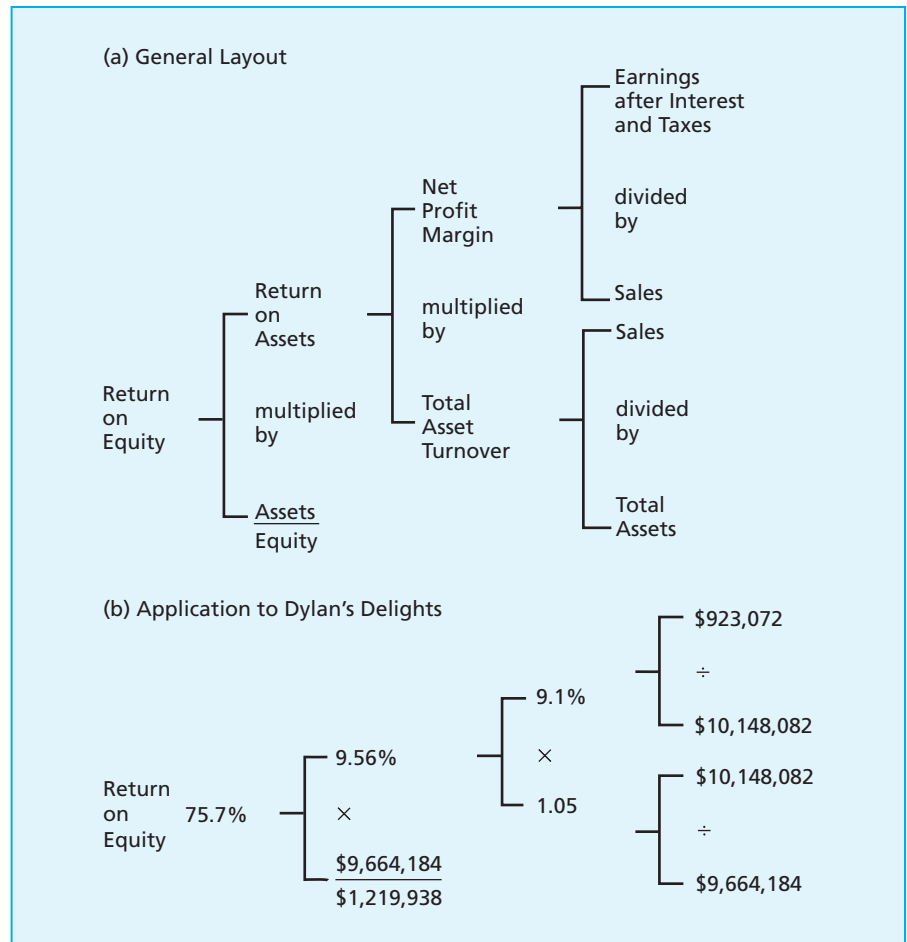 (a) General Layout
Return
on
Equity
Return
on
Assets
multiplied
by
Assets
Equity
Net
Profit
Margin
multiplied
by
Total
Asset
Turnover
Earnings
after Interest
and Taxes
divided
by
Sales
Sales
divided
by
Total
Assets
(b) Application to Dylan’s Delights
Return
on
Equity
75.7%
9.56%
×
$9,664,184
$1,219,938
9.1%
×
1.05
$923,072
÷
$10,148,082
$10,148,082
÷
$9,664,184